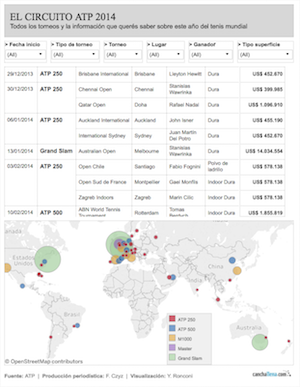 EL CIRCUITO ATP 2014
Todos los torneos y la información que querés saber sobre este año del tenis mundial
> Fecha inicio > Tipo de torneo > Torneo > Lugar > Ganador > Tipo superficie
(All) (All) (All) (All) (All) (All)
29/12/2013 ATP 250 Brisbane International Brisbane Lleyton Hewitt Dura US$ 452.670
30/12/2013 ATP 250 Chennai Open Chennai Stanislas Wawrinka Dura US$ 399.985
Qatar Open Doha Rafael Nadal Dura US$ 1.096.910
06/01/2014 ATP 250 Auckland International Auckland John Isner Dura US$ 455.190
International Sydney Sydney Juan Martín Del Potro Dura US$ 452.670
13/01/2014 Grand Slam Australian Open Melbourne Stanislas Wawrinka Dura US$ 14.034.554
03/02/2014 ATP 250 Open Chile Santiago Fabio Fognini Polvo de ladrillo US$ 578.138
Open Sud de France Montpelier Gael Monfils Indoor Dura US$ 578.138
Zagreb Indoors Zagreb Marin Cilic Indoor Dura US$ 578.138
10/02/2014 ATP 500 ABN World Tennis Tournament Rotterdam Tomas Berdych Indoor Dura US$ 1.855.819
Canada
Estados Unidos
China
Brasil
Australia
ATP 250
ATP 500
M1000
Master
Grand Slam
© OpenStreetMap contributors
Fuente: ATP | Producción periodística: F. Czyz | Visualización: Y. Ronconi
canchallena.com